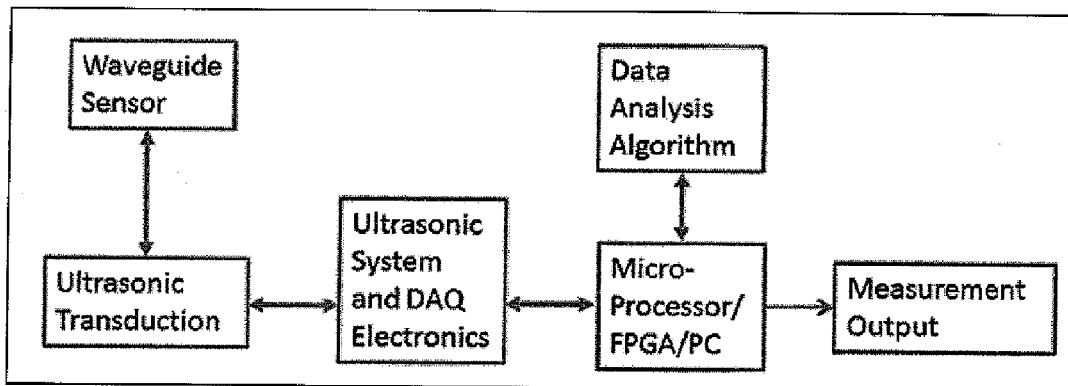 Waveguide
Sensor
Data
Analysis
Algorithm
Ultrasonic
Transduction
Ultrasonic
System
and DAQ
Electronics
Micro-
Processor/
FPGA/PC
Measurement
Output